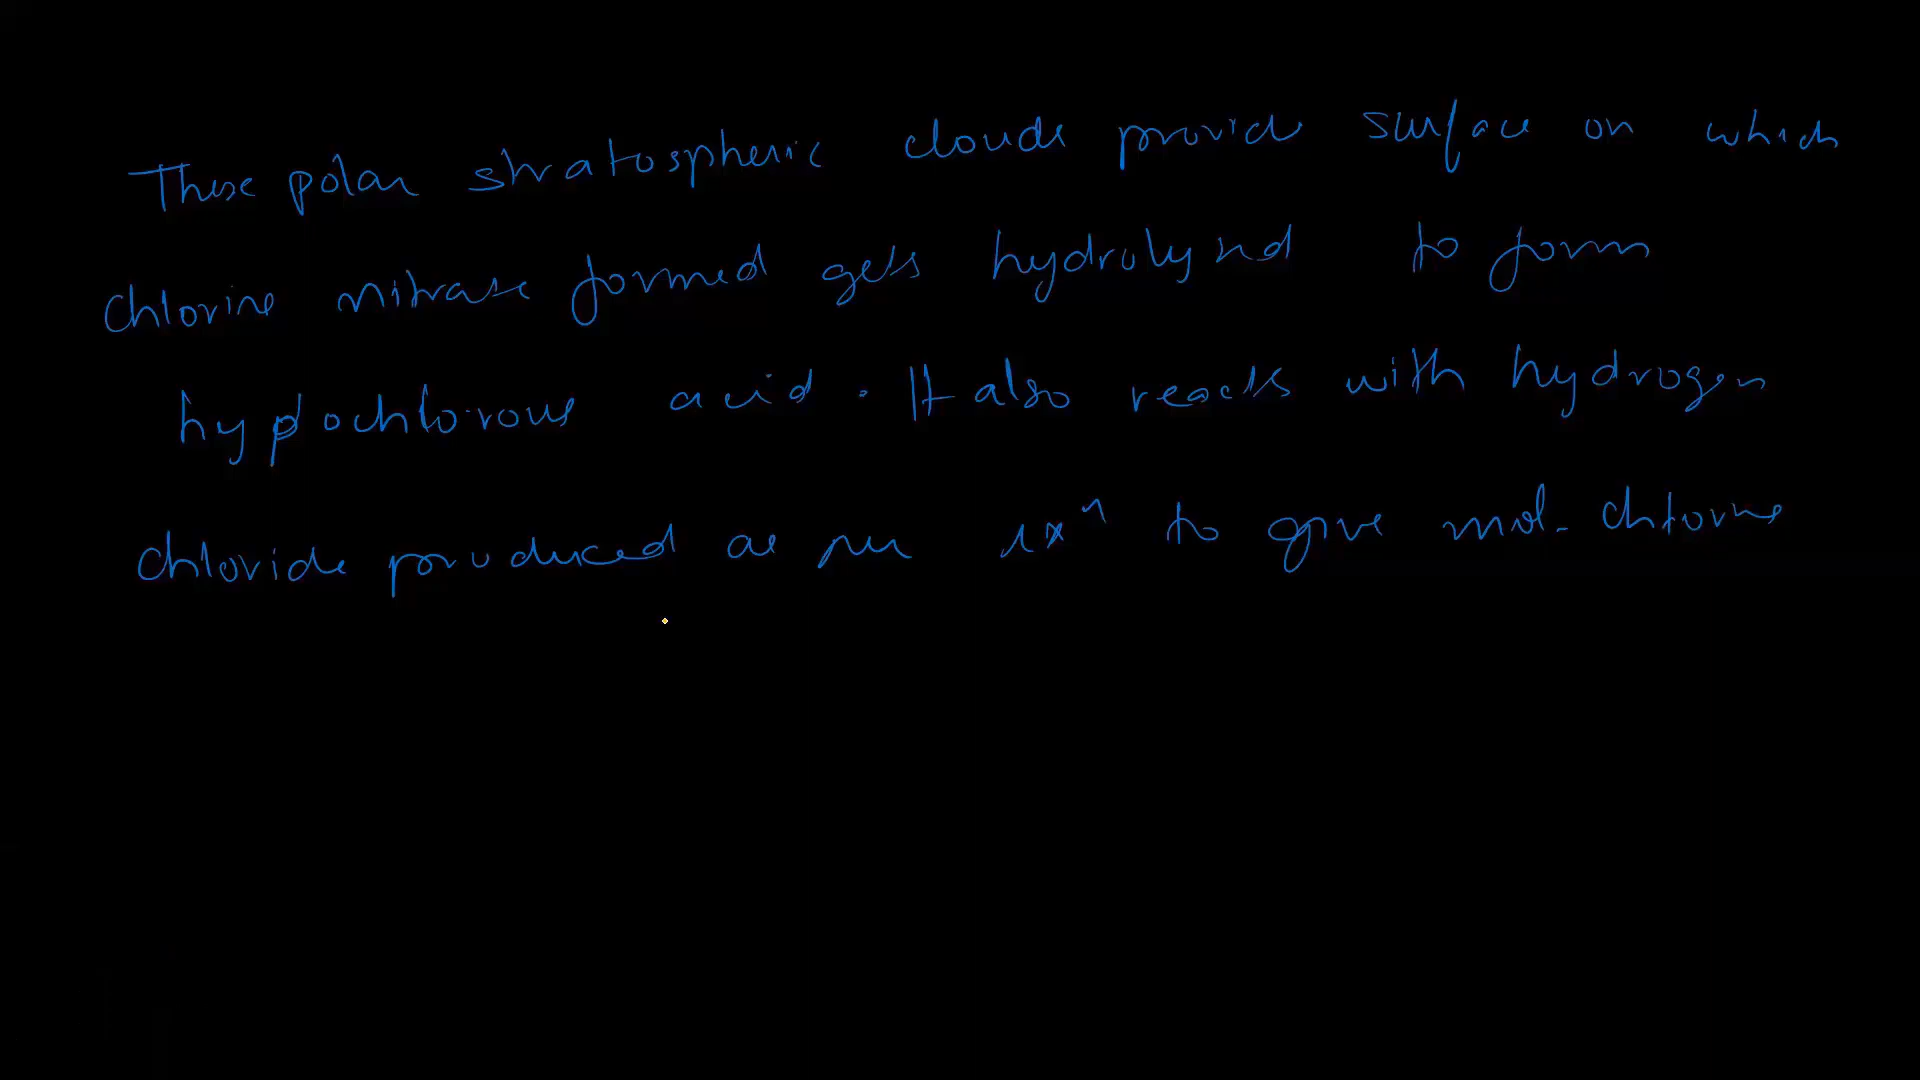 These polar stratospheric clouds provide surface on which
chlorine nitrate formed gets hydrolysed to form
hypochlorous acid. It also reacts with hydrogen
chloride produced as per rxⁿ to give mol. chlorine